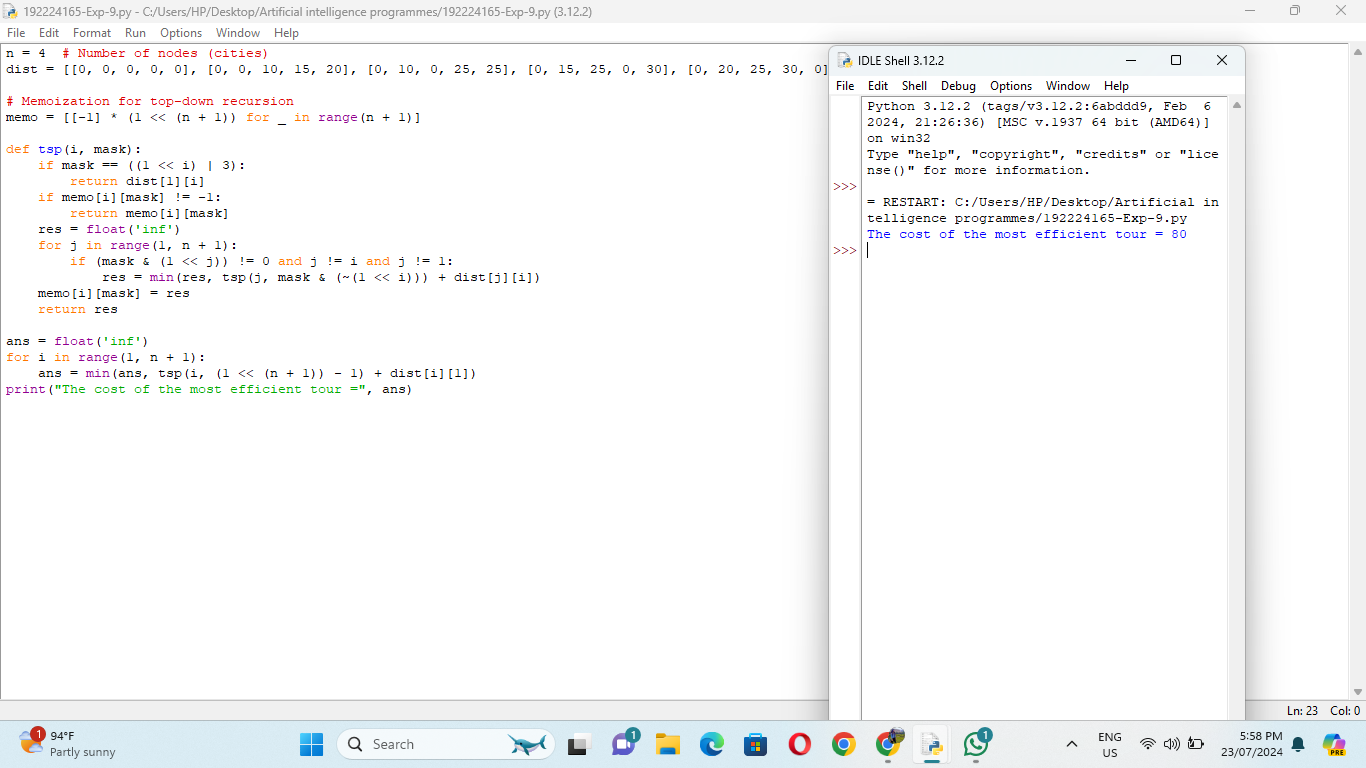 192224165-Exp-9.py - C:/Users/HP/Desktop/Artificial intelligence programmes/192224165-Exp-9.py (3.12.2)
File Edit Format Run Options Window Help
n = 4  # Number of nodes (cities)
dist = [[0, 0, 0, 0, 0], [0, 0, 10, 15, 20], [0, 10, 0, 25, 25], [0, 15, 25, 0, 30], [0, 20, 25, 30, 0]
# Memoization for top-down recursion
memo = [[-1] * (1 << (n + 1)) for _ in range(n + 1)]
def tsp(i, mask):
    if mask == ((1 << i) | 3):
        return dist[1][i]
    if memo[i][mask] != -1:
        return memo[i][mask]
    res = float('inf')
    for j in range(1, n + 1):
        if (mask & (1 << j)) != 0 and j != i and j != 1:
            res = min(res, tsp(j, mask & (~(1 << i))) + dist[j][i])
    memo[i][mask] = res
    return res
ans = float('inf')
for i in range(1, n + 1):
    ans = min(ans, tsp(i, (1 << (n + 1)) - 1) + dist[i][1])
print("The cost of the most efficient tour =", ans)
IDLE Shell 3.12.2
File Edit Shell Debug Options Window Help
Python 3.12.2 (tags/v3.12.2:6abddd9, Feb  6
2024, 21:26:36) [MSC v.1937 64 bit (AMD64)]
on win32
Type "help", "copyright", "credits" or "lice
nse()" for more information.
>>>
= RESTART: C:/Users/HP/Desktop/Artificial in
telligence programmes/192224165-Exp-9.py
The cost of the most efficient tour = 80
>>>
Ln: 23 Col: 0
1
94°F
Partly sunny
Search
1
1
ENG
US
5:58 PM
23/07/2024
PRE